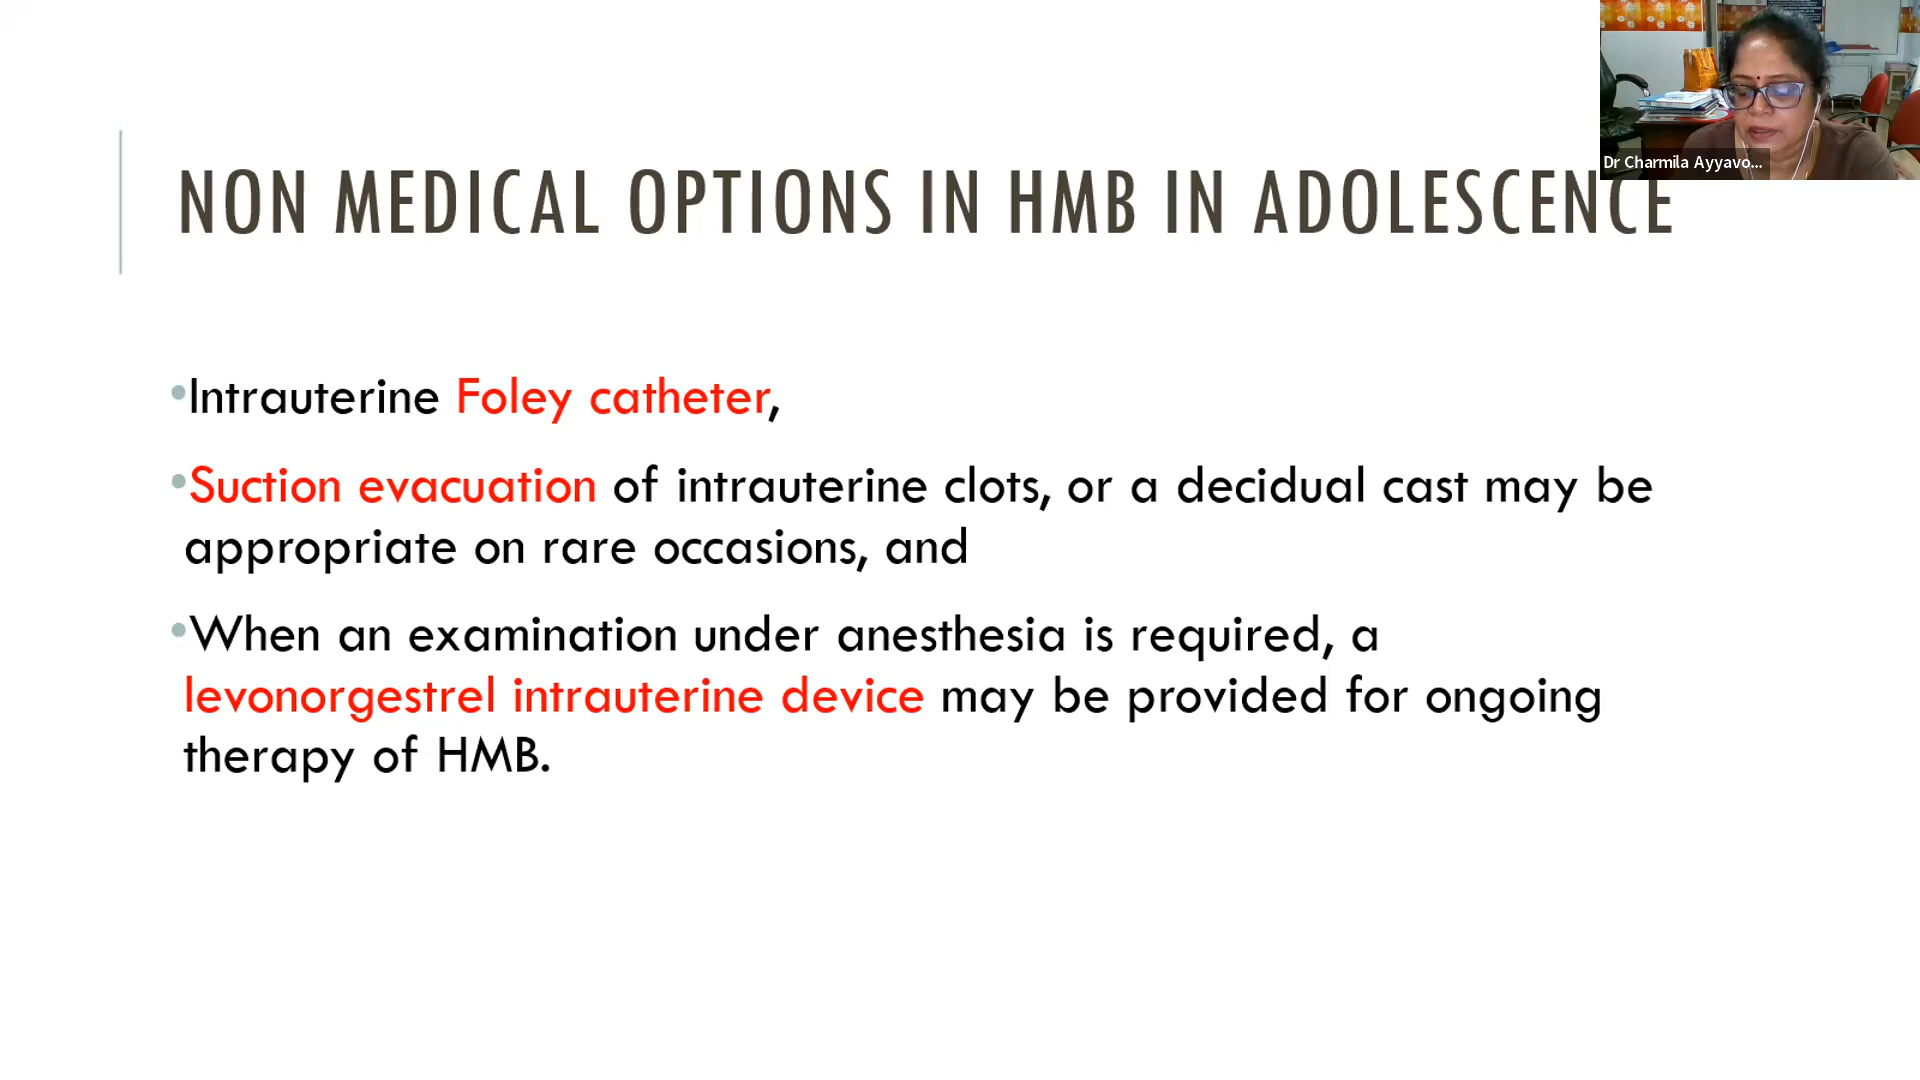 NON MEDICAL OPTIONS IN HMB IN ADOLESCENCE
Dr Charmila Ayyavo...
•Intrauterine Foley catheter,
•Suction evacuation of intrauterine clots, or a decidual cast may be
appropriate on rare occasions, and
•When an examination under anesthesia is required, a
levonorgestrel intrauterine device may be provided for ongoing
therapy of HMB.